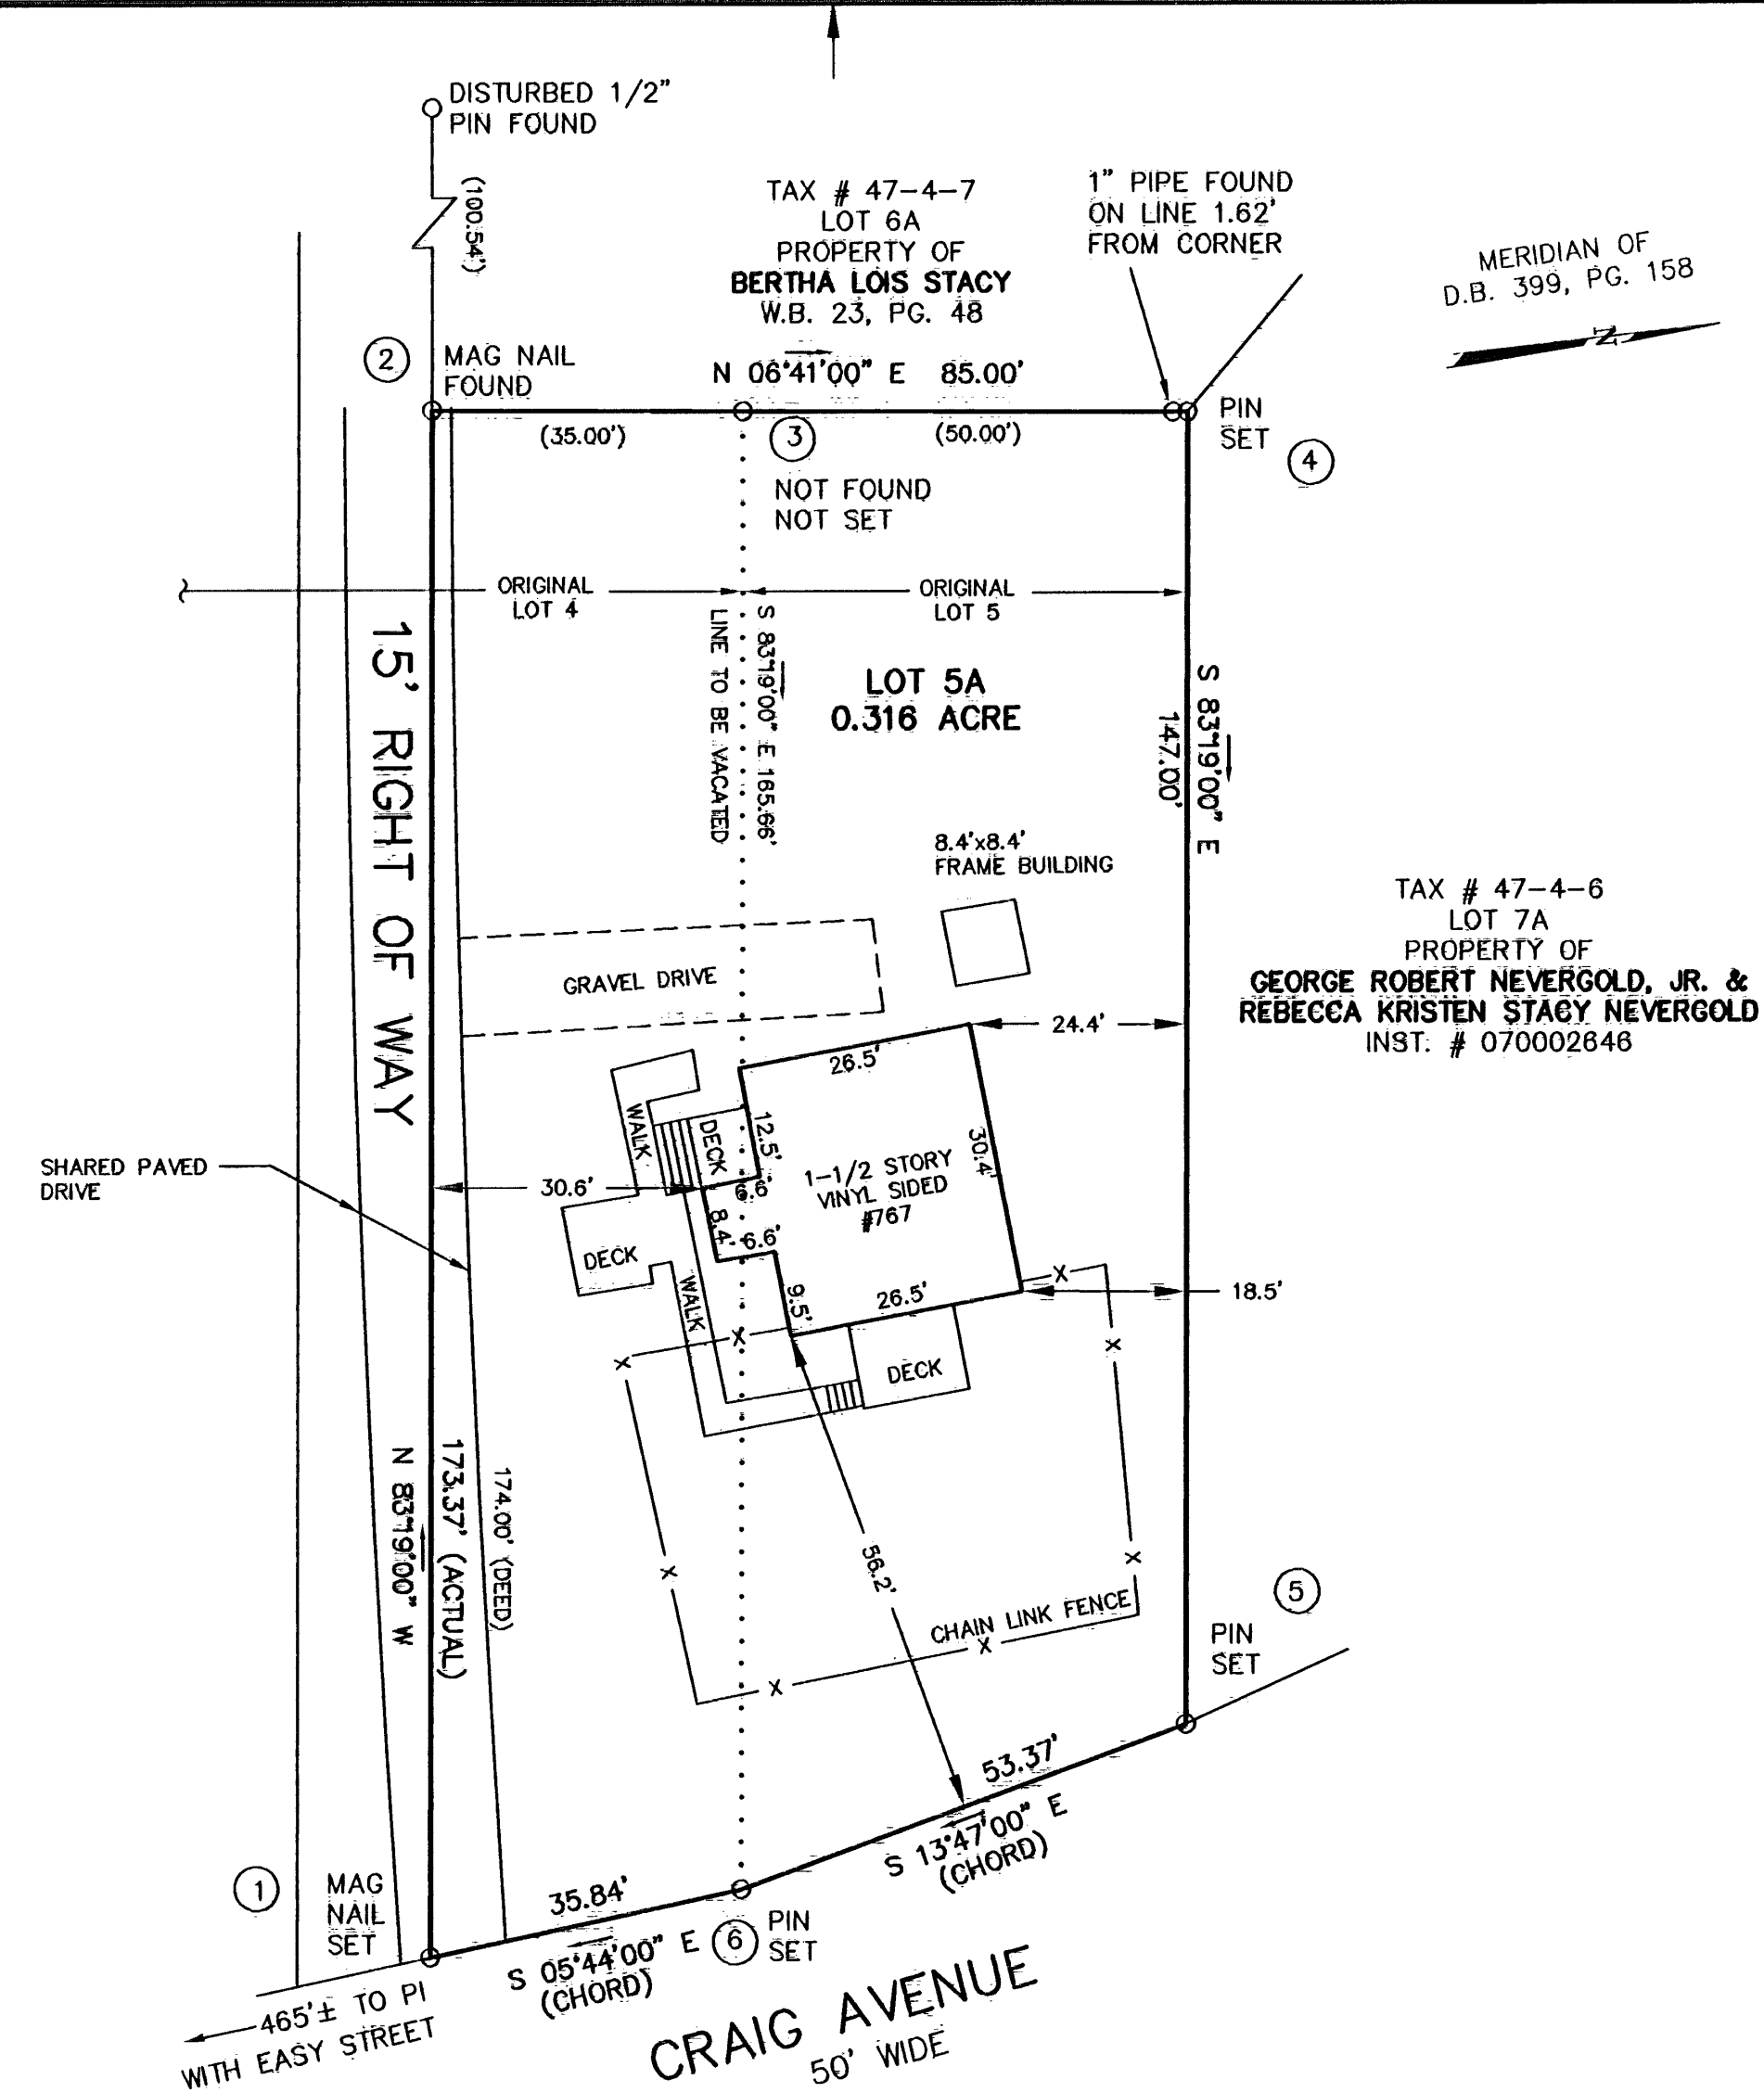 DISTURBED 1/2"
PIN FOUND
(100.54')
TAX # 47-4-7
LOT 6A
PROPERTY OF
BERTHA LOIS STACY
W.B. 23, PG. 48
1" PIPE FOUND
ON LINE 1.62'
FROM CORNER
MERIDIAN OF
D.B. 399, PG. 158
N
2
MAG NAIL
FOUND
N 06°41'00" E 85.00'
(35.00')
3
(50.00')
PIN
SET
4
NOT FOUND
NOT SET
ORIGINAL
LOT 4
ORIGINAL
LOT 5
15' RIGHT OF WAY
LINE TO BE VACATED
S 83°19'00" E 165.66'
LOT 5A
0.316 ACRE
S 83°19'00" E
147.00'
8.4'x8.4'
FRAME BUILDING
TAX # 47-4-6
LOT 7A
PROPERTY OF
GEORGE ROBERT NEVERGOLD, JR. &
REBECCA KRISTEN STACY NEVERGOLD
INST. # 070002646
GRAVEL DRIVE
24.4'
26.5'
WALK
DECK
12.5'
30.4'
1-1/2 STORY
VINYL SIDED
#767
SHARED PAVED
DRIVE
30.6'
6.6'
8.4'
6.6'
DECK
WALK
9.5'
26.5'
X
18.5'
X
X
X
DECK
N 83°19'00" W
173.37' (ACTUAL)
174.00' (DEED)
56.2'
X
X
CHAIN LINK FENCE
X
X
5
PIN
SET
53.37'
S 13°47'00" E
(CHORD)
1
MAG
NAIL
SET
35.84'
S 05°44'00" E
(CHORD)
6
PIN
SET
465'± TO PI
WITH EASY STREET
CRAIG AVENUE
50' WIDE